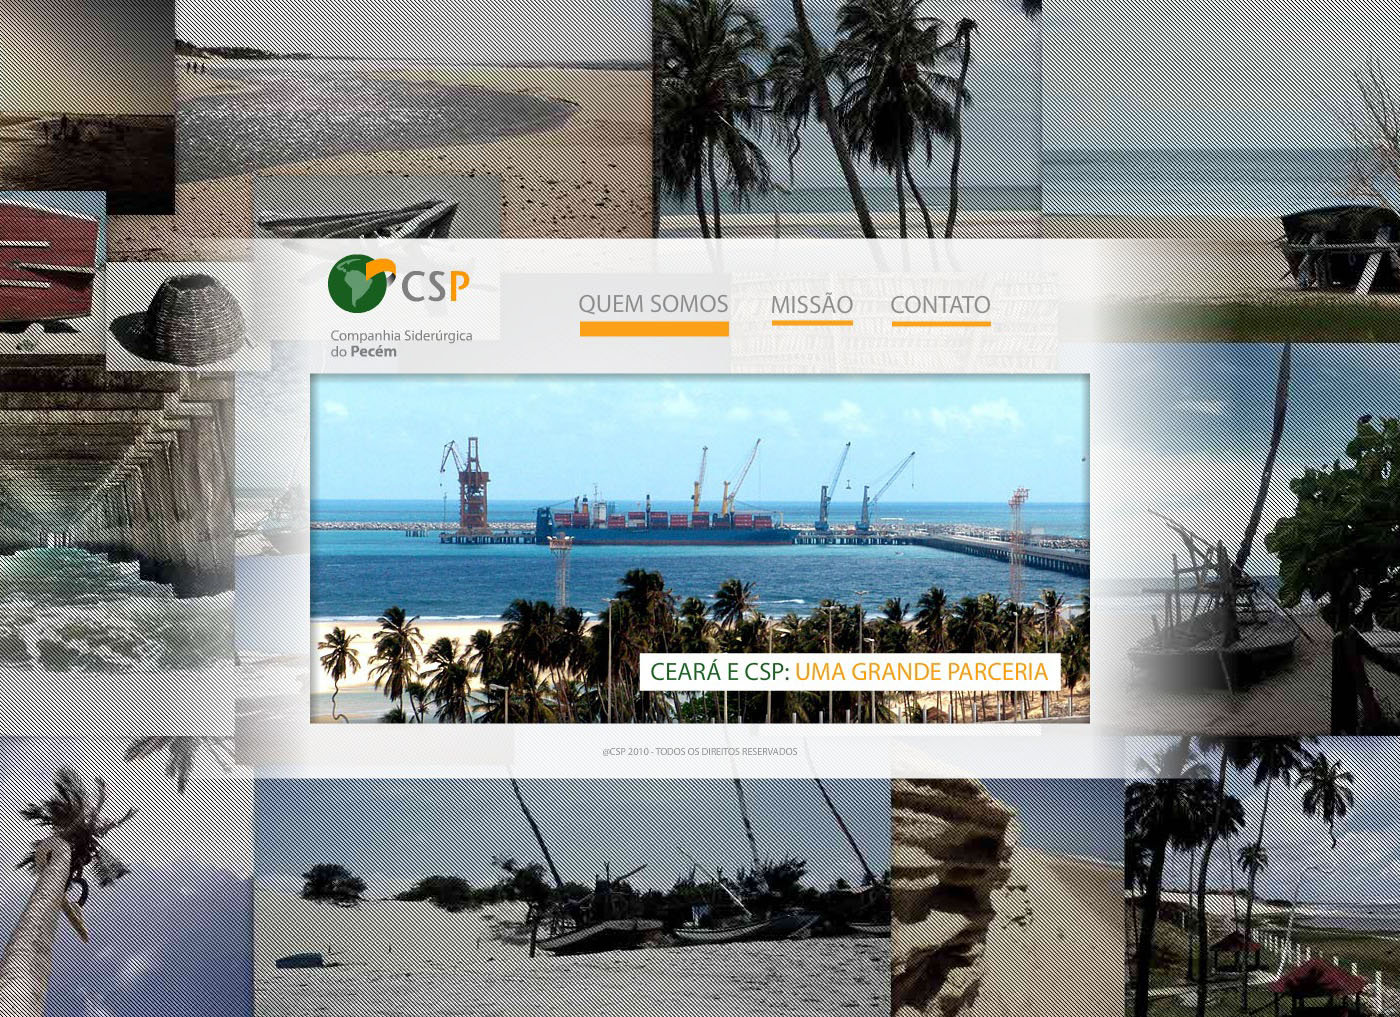 CSP
Companhia Siderúrgica
do Pecém
QUEM SOMOS
MISSÃO
CONTATO
CEARÁ E CSP: UMA GRANDE PARCERIA
@CSP 2010 - TODOS OS DIREITOS RESERVADOS